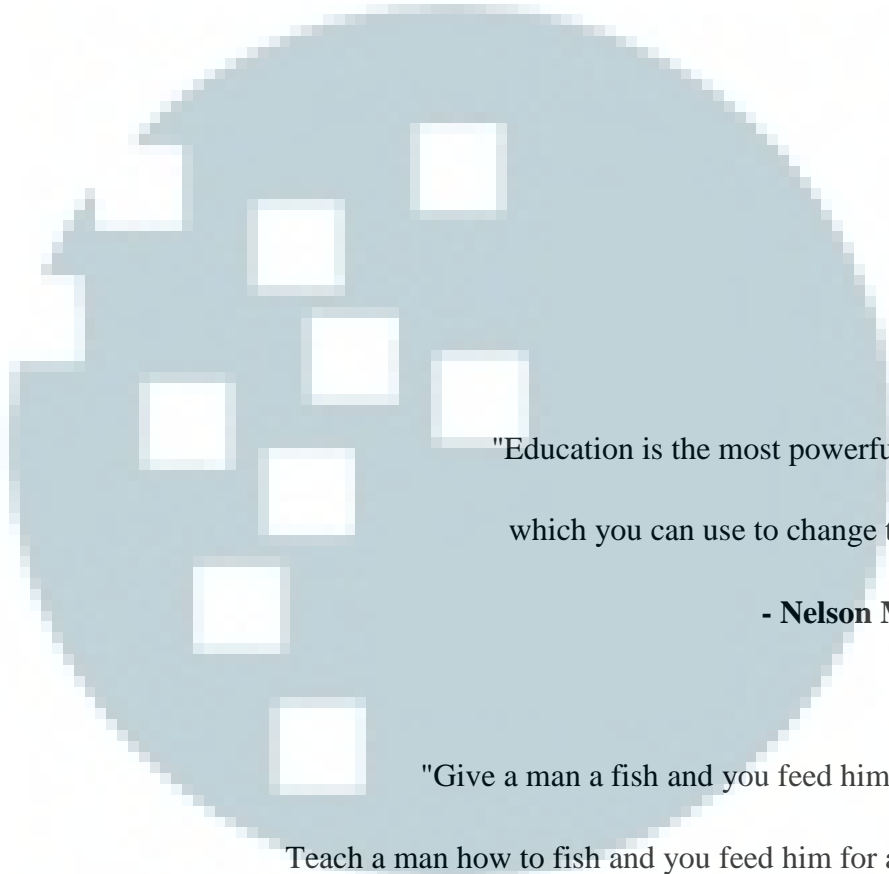 "Education is the most powerfu
which you can use to change t
- Nelson M
"Give a man a fish and you feed him
Teach a man how to fish and you feed him for a